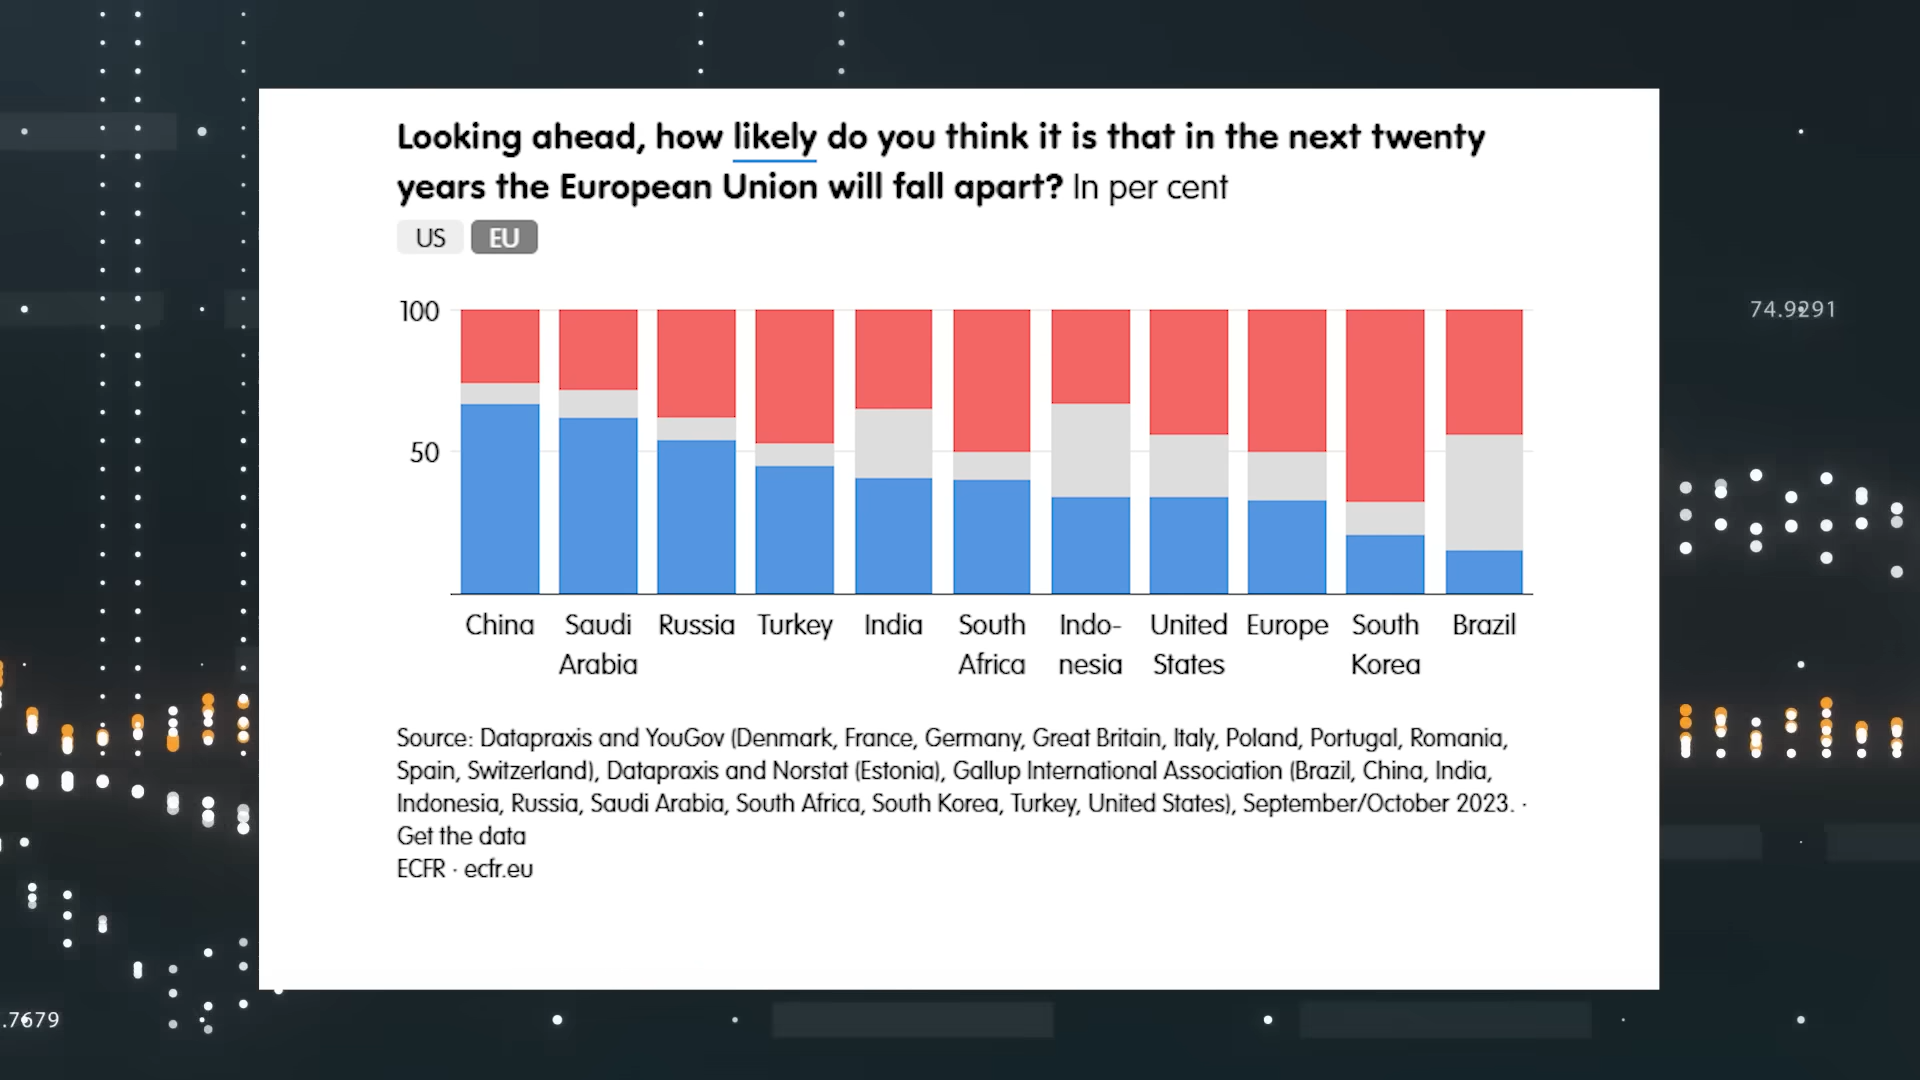 Looking ahead, how likely do you think it is that in the next twenty
years the European Union will fall apart? In per cent
US EU
100
50
China Saudi Russia Turkey India South Indo- United Europe South Brazil
Arabia Africa nesia States Korea
Source: Datapraxis and YouGov (Denmark, France, Germany, Great Britain, Italy, Poland, Portugal, Romania,
Spain, Switzerland), Datapraxis and Norstat (Estonia), Gallup International Association (Brazil, China, India,
Indonesia, Russia, Saudi Arabia, South Africa, South Korea, Turkey, United States), September/October 2023. ·
Get the data
ECFR · ecfr.eu
74.9291
.7679